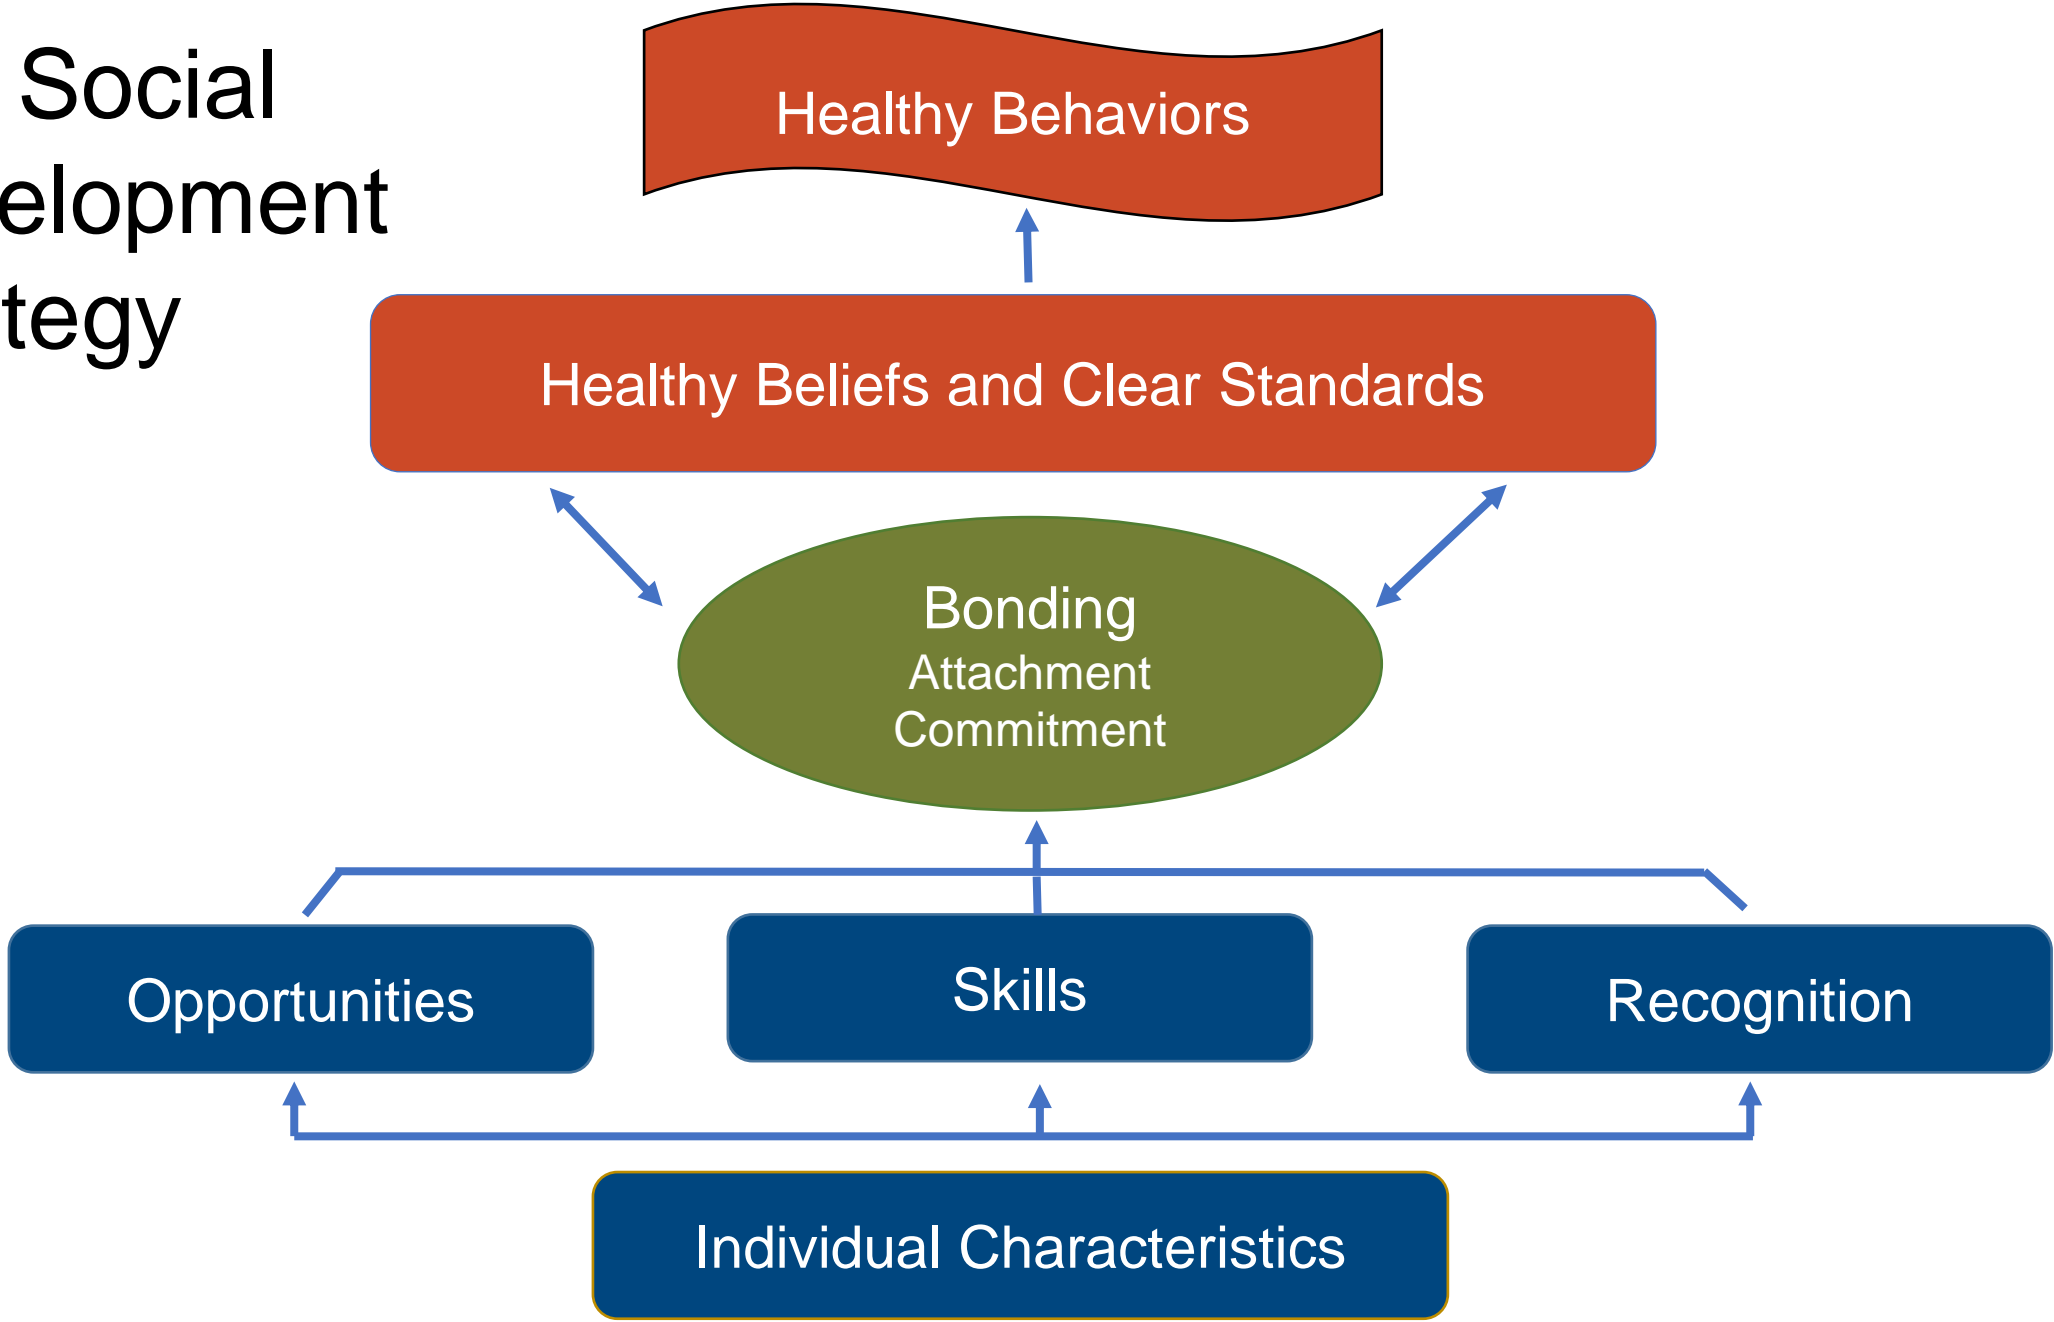 Social
elopment
tegy
Healthy Behaviors
Healthy Beliefs and Clear Standards
Bonding
Attachment
Commitment
Opportunities
Skills
Recognition
Individual Characteristics